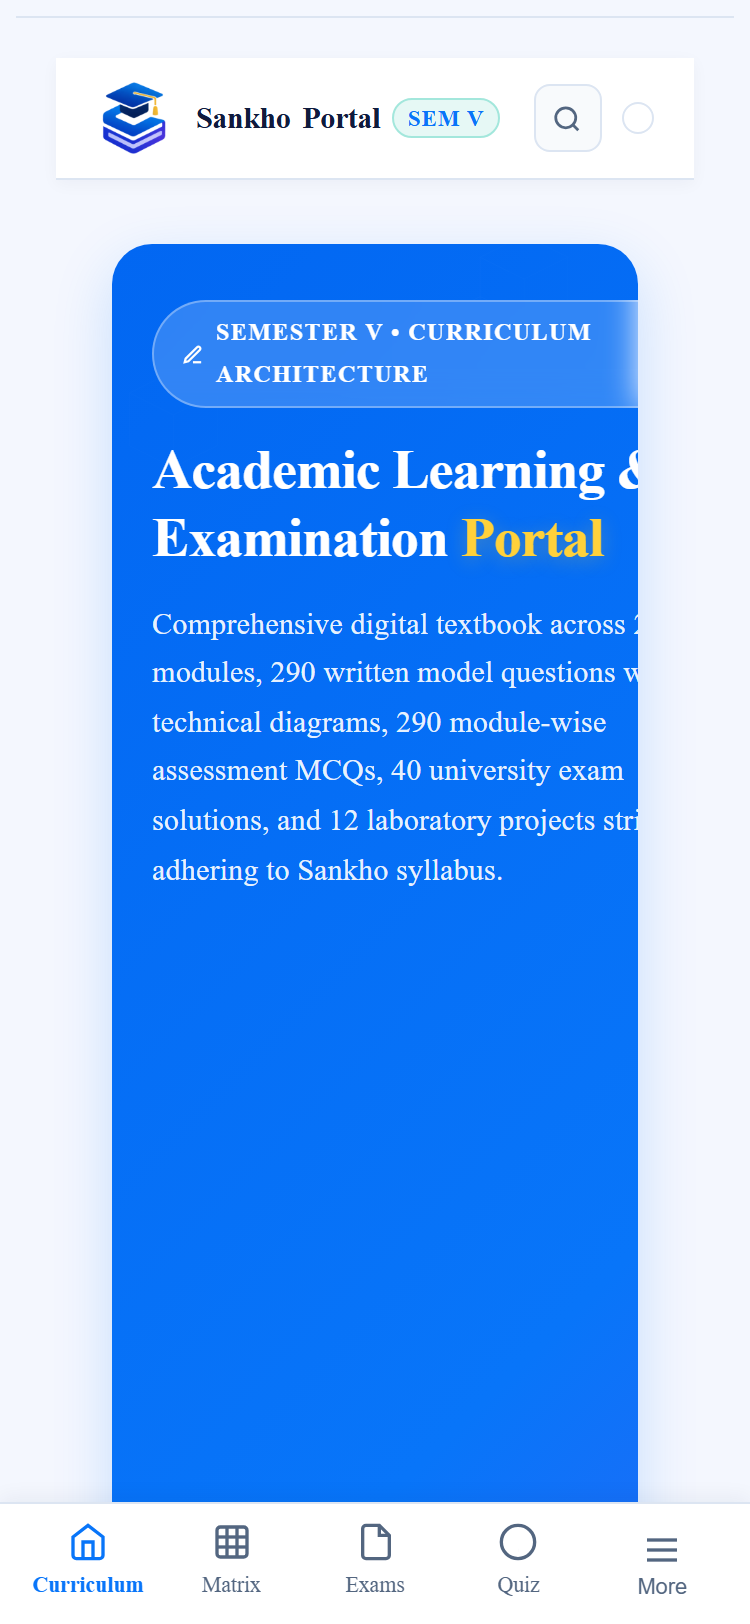 Sankho Portal SEM V
SEMESTER V • CURRICULUM
ARCHITECTURE
Academic Learning &
Examination Portal
Comprehensive digital textbook across
modules, 290 written model questions
technical diagrams, 290 module-wise
assessment MCQs, 40 university exam
solutions, and 12 laboratory projects
adhering to Sankho syllabus.
Curriculum
Matrix
Exams
Quiz
More